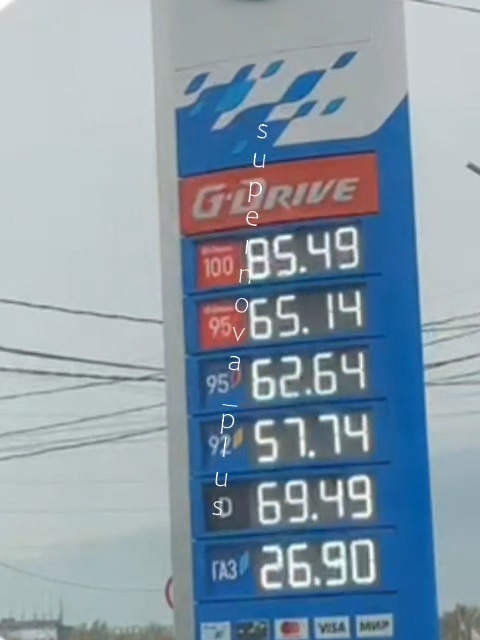 G-DRIVE
100 85.49
95 65.14
95 62.64
92 57.74
D 69.49
ГАЗ 26.90
VISA МИР
supernova_plus